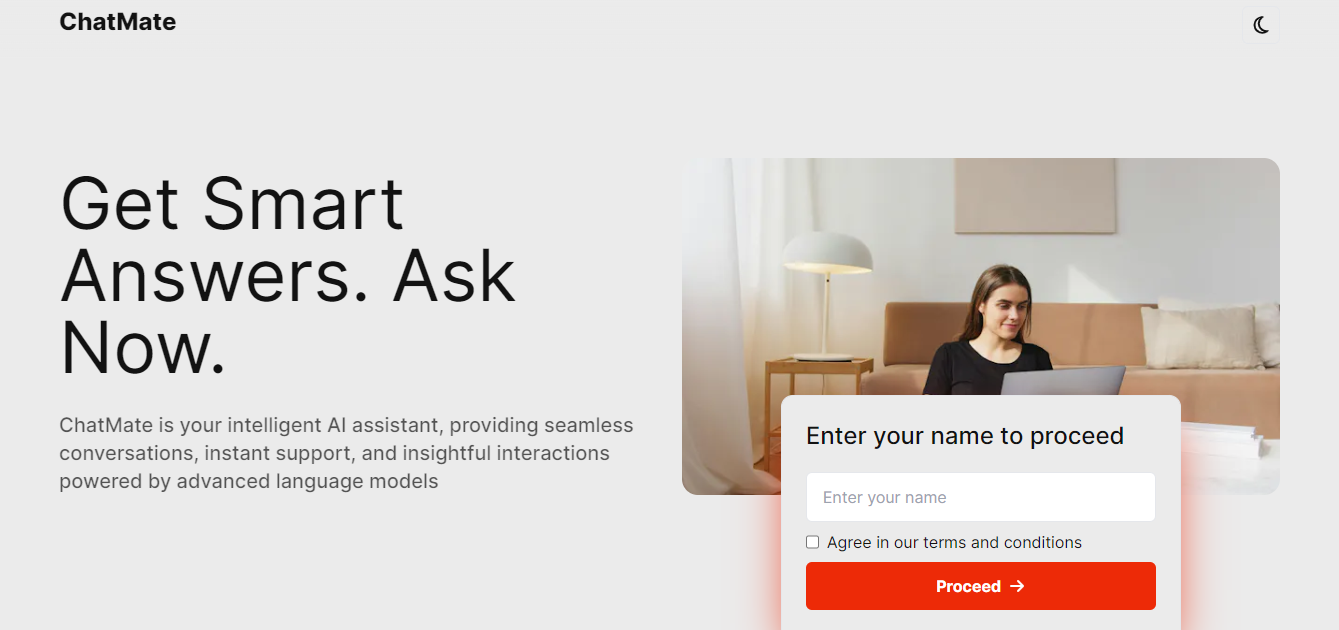 ChatMate
Get Smart
Answers. Ask
Now.
ChatMate is your intelligent AI assistant, providing seamless
conversations, instant support, and insightful interactions
powered by advanced language models
Enter your name to proceed
Enter your name
Agree in our terms and conditions
Proceed →